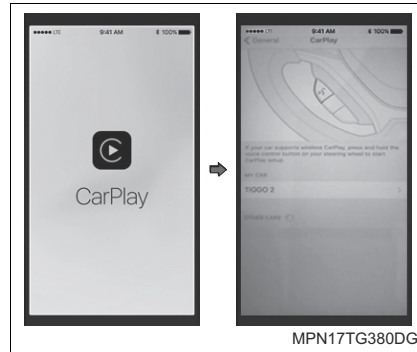 LTE 9:41 AM 100%
CarPlay
LTE 9:41 AM 100%
General CarPlay
If your car supports wireless CarPlay, press and hold the
voice control button on your steering wheel to start
CarPlay setup.
MY CAR
TIGGO 2
OTHER CARS
MPN17TG380DG